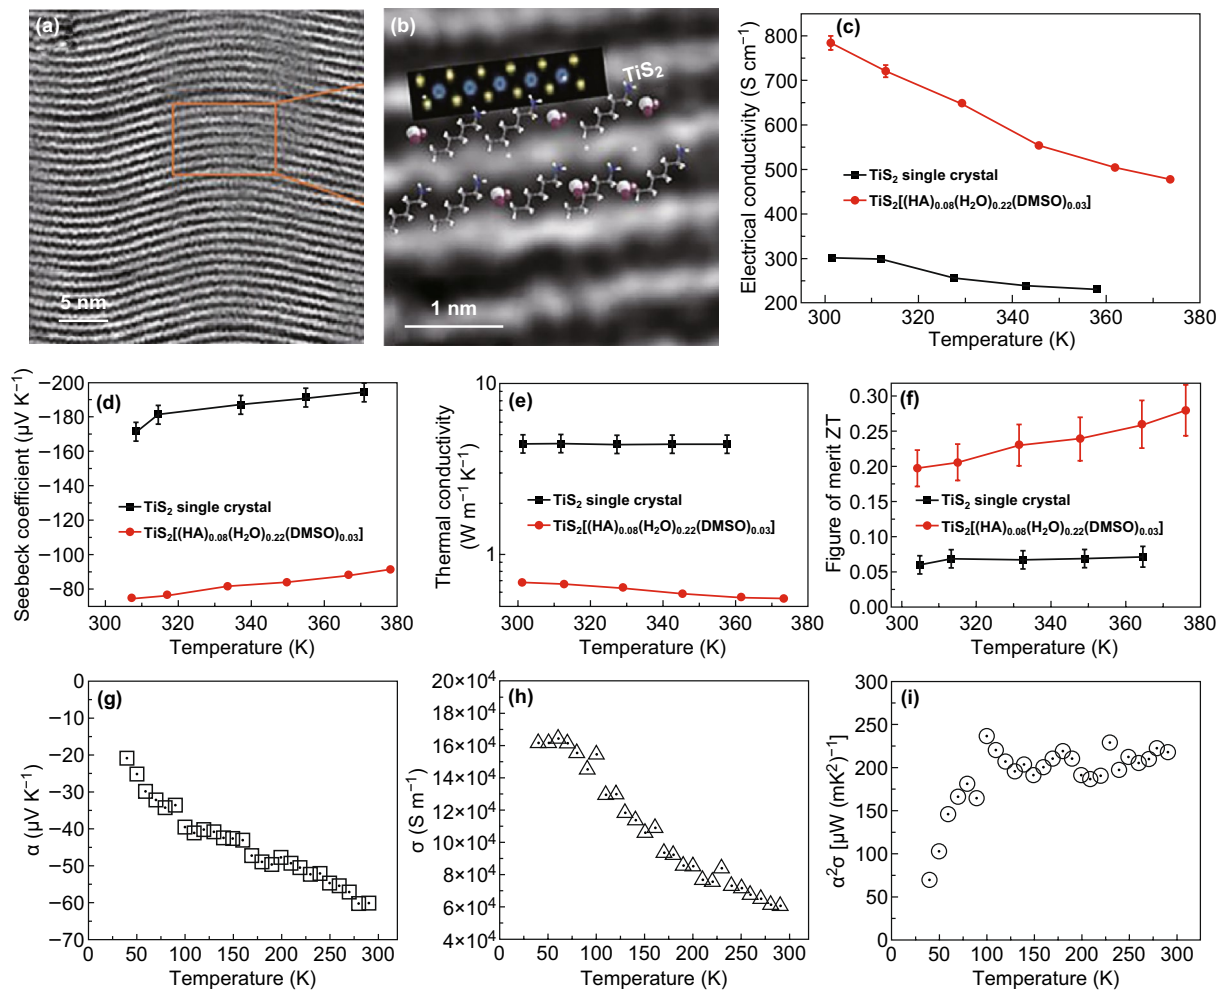 (a)
5 nm
(b)
TiS₂
1 nm
(c)
Electrical conductivity (S cm⁻¹)
800
700
600
500
400
300
200
TiS₂ single crystal
TiS₂[(HA)₀.₀₈(H₂O)₀.₂₂(DMSO)₀.₀₃]
300 320 340 360 380
Temperature (K)
(d)
Seebeck coefficient (μV K⁻¹)
−200
−180
−160
−140
−120
−100
−80
TiS₂ single crystal
TiS₂[(HA)₀.₀₈(H₂O)₀.₂₂(DMSO)₀.₀₃]
300 320 340 360 380
Temperature (K)
(e)
Thermal conductivity
(W m⁻¹ K⁻¹)
10
1
TiS₂ single crystal
TiS₂[(HA)₀.₀₈(H₂O)₀.₂₂(DMSO)₀.₀₃]
300 320 340 360 380
Temperature (K)
(f)
Figure of merit ZT
0.30
0.25
0.20
0.15
0.10
0.05
0.00
TiS₂ single crystal
TiS₂[(HA)₀.₀₈(H₂O)₀.₂₂(DMSO)₀.₀₃]
300 320 340 360 380
Temperature (K)
(g)
α (μV K⁻¹)
0
−10
−20
−30
−40
−50
−60
−70
0 50 100 150 200 250 300
Temperature (K)
(h)
σ (S m⁻¹)
20×10⁴
18×10⁴
16×10⁴
14×10⁴
12×10⁴
10×10⁴
8×10⁴
6×10⁴
4×10⁴
0 50 100 150 200 250 300
Temperature (K)
(i)
α²σ [μW (mK²)⁻¹]
300
250
200
150
100
50
0
0 50 100 150 200 250 300
Temperature (K)